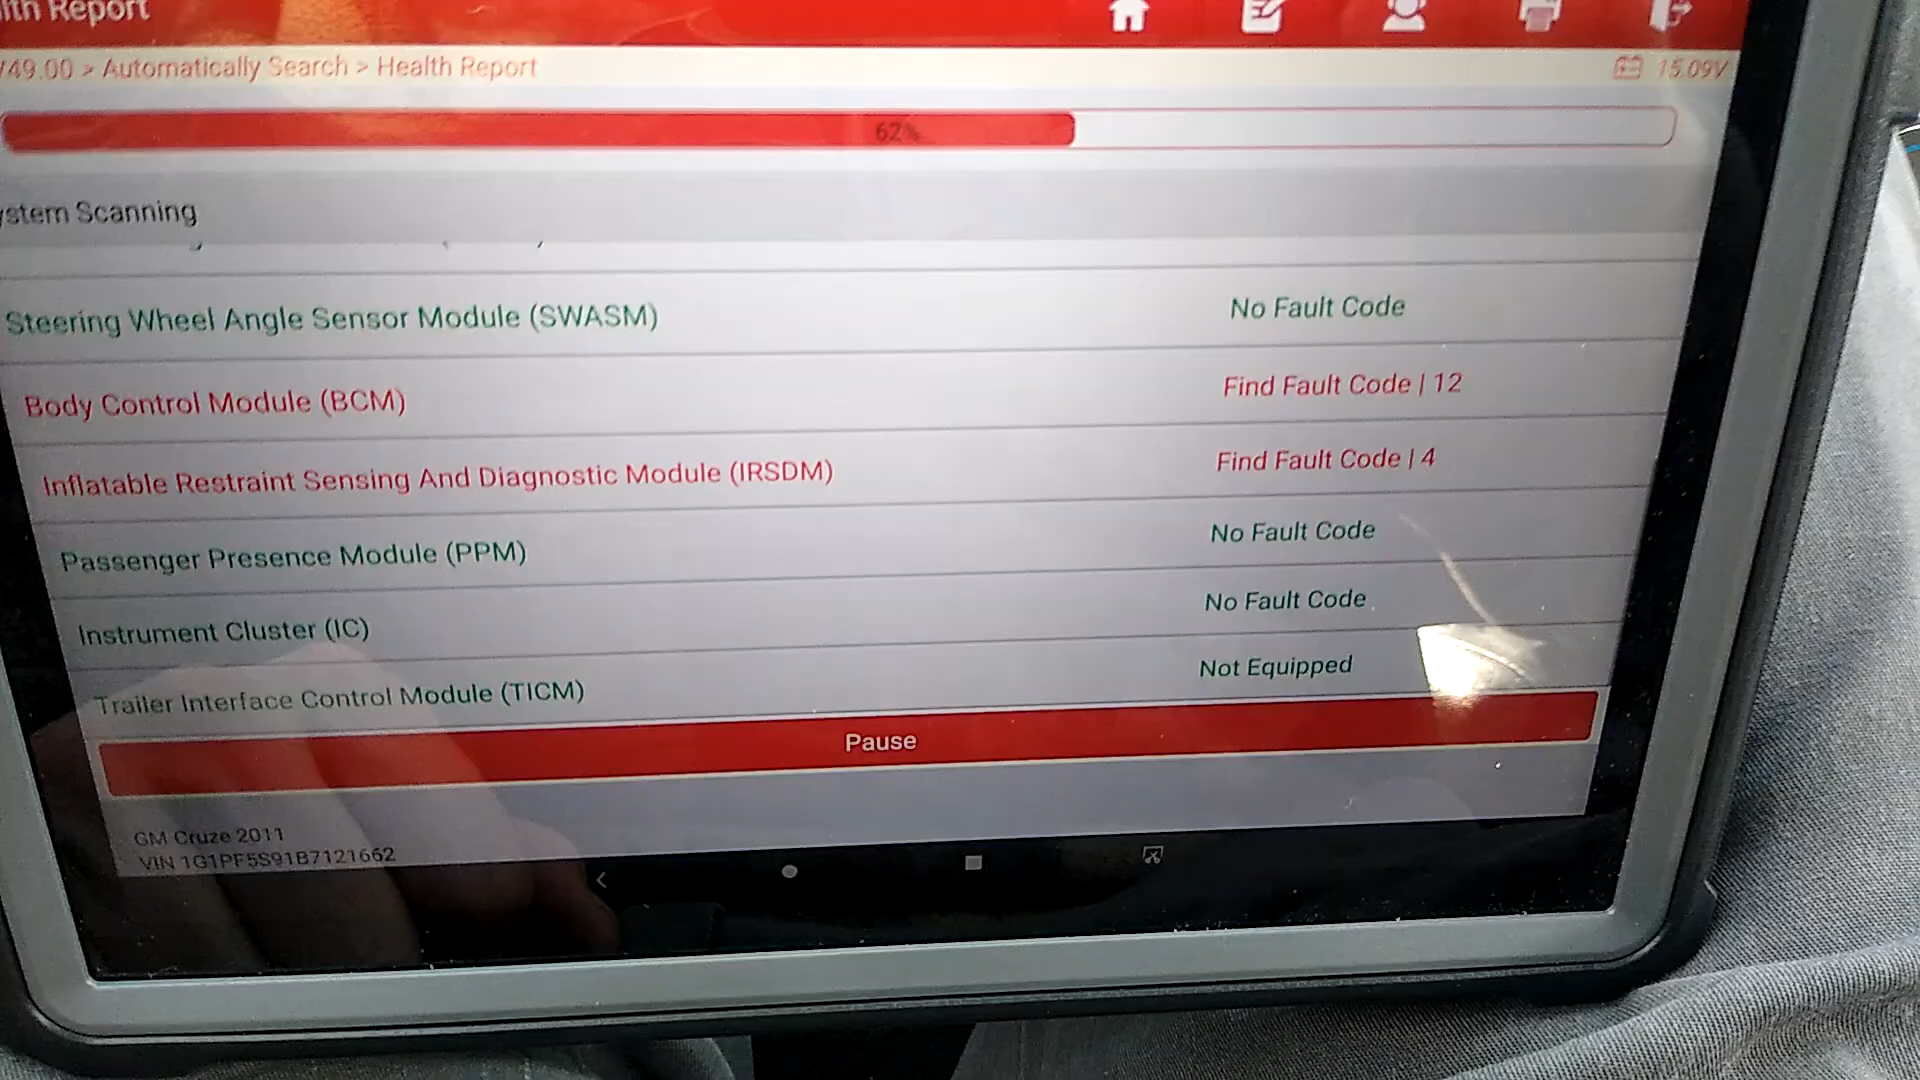 lth Report
/49.00 > Automatically Search > Health Report 15.09V
62%
ystem Scanning
Steering Wheel Angle Sensor Module (SWASM) No Fault Code
Body Control Module (BCM) Find Fault Code | 12
Inflatable Restraint Sensing And Diagnostic Module (IRSDM) Find Fault Code | 4
Passenger Presence Module (PPM) No Fault Code
Instrument Cluster (IC) No Fault Code
Trailer Interface Control Module (TICM) Not Equipped
Pause
GM Cruze 2011
VIN 1G1PF5S91B7121662